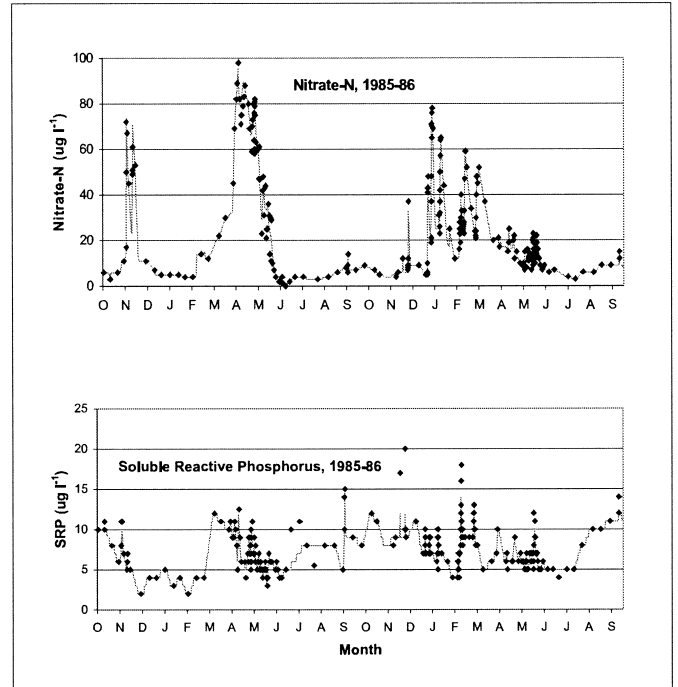 Nitrate-N, 1985-86
Nitrate-N (ug l-1)
100
80
60
40
20
0
O N D J F M A M J J A S O N D J F M A M J J A S
Soluble Reactive Phosphorus, 1985-86
SRP (ug l-1)
25
20
15
10
5
0
O N D J F M A M J J A S O N D J F M A M J J A S
Month